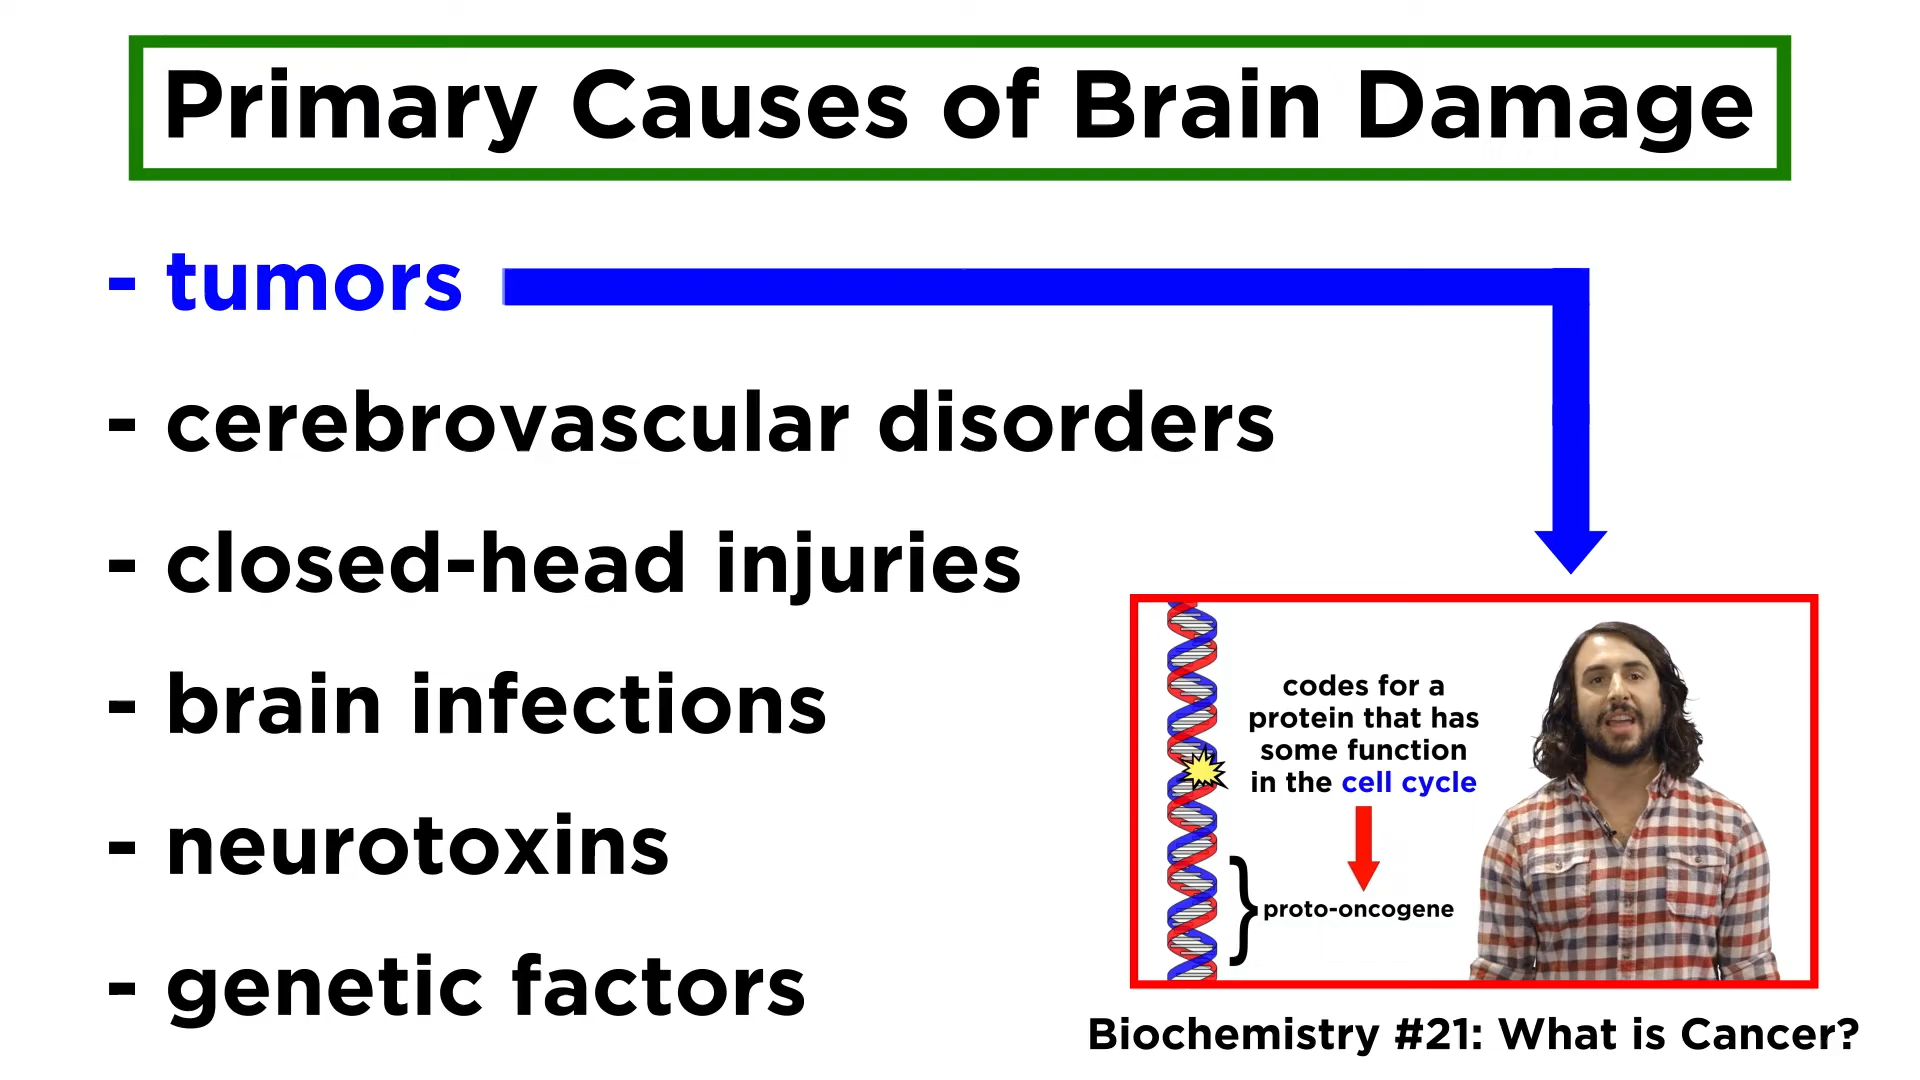 Primary Causes of Brain Damage
- tumors
- cerebrovascular disorders
- closed-head injuries
- brain infections
- neurotoxins
- genetic factors
codes for a
protein that has
some function
in the cell cycle
} proto-oncogene
Biochemistry #21: What is Cancer?